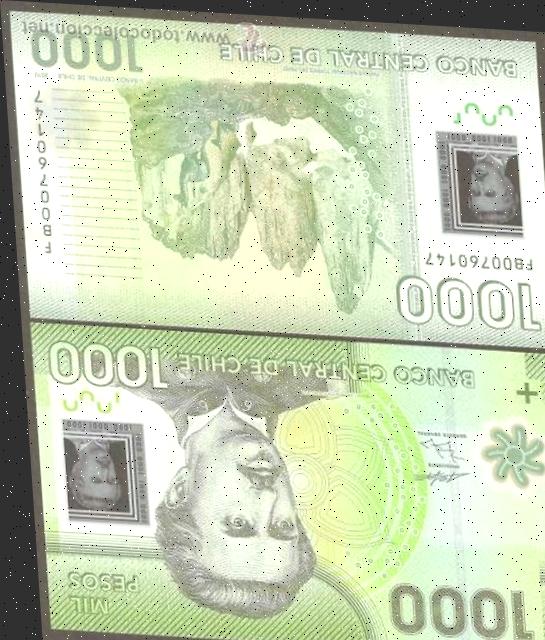 1000
MIL
PESOS
BANCO CENTRAL DE CHILE
1000
1000
FB00760147
FB00760147
BANCO CENTRAL DE CHILE
1000
www.todocoleccion.net